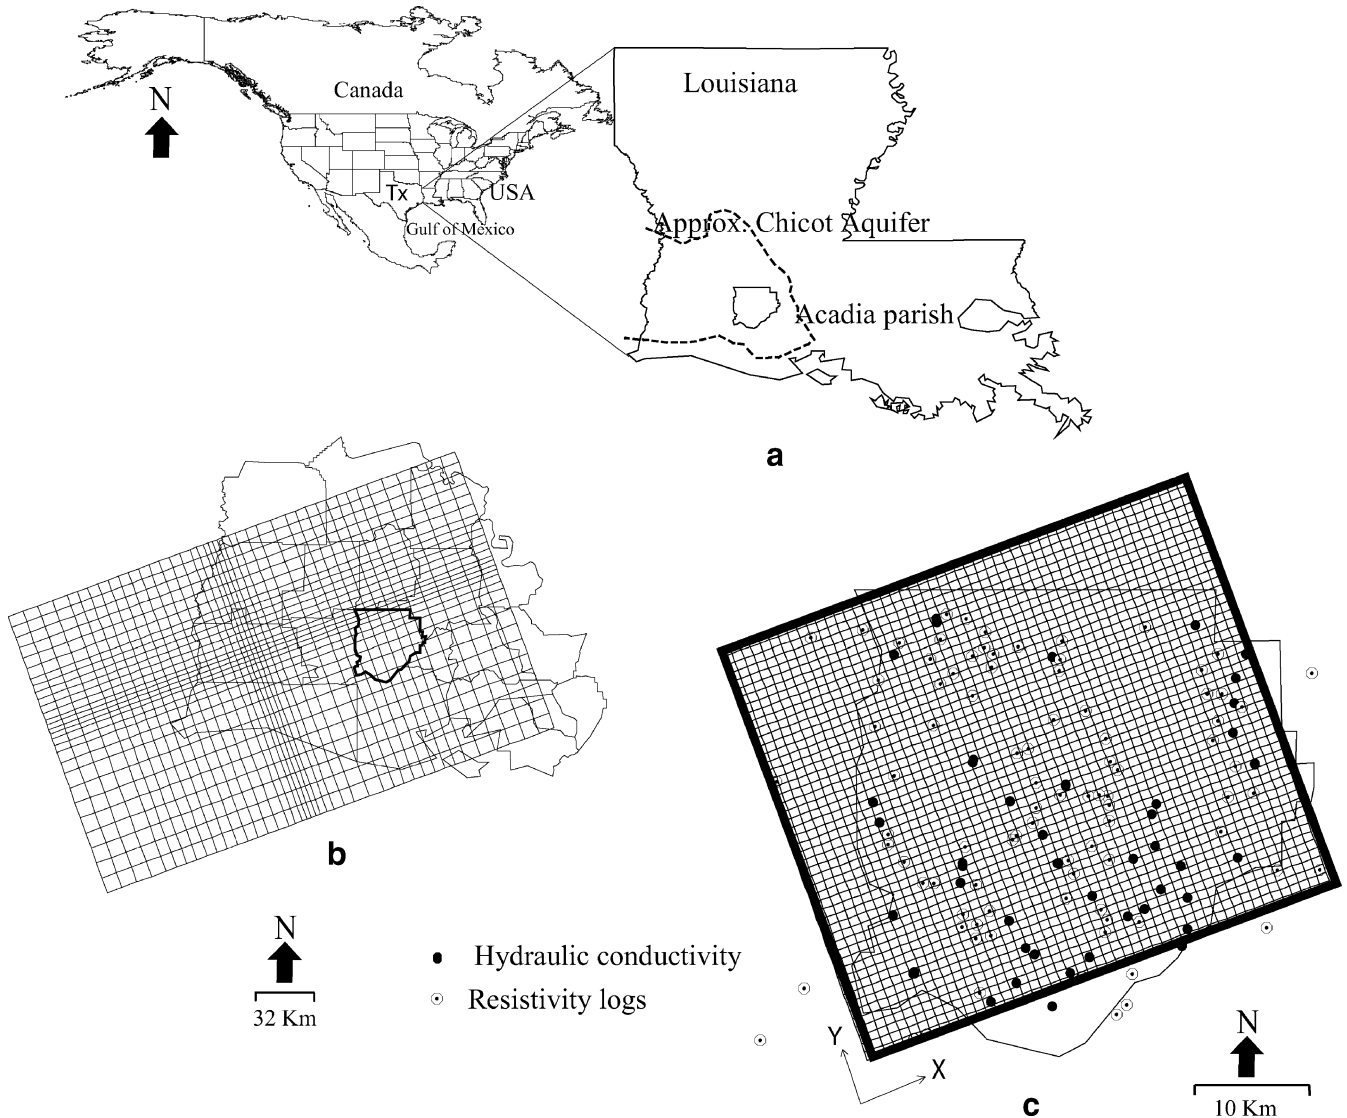 Canada
N
Tx
USA
Gulf of Mexico
Louisiana
Approx. Chicot Aquifer
Acadia parish
a
b
N
32 Km
Hydraulic conductivity
Resistivity logs
Y
X
N
10 Km
c